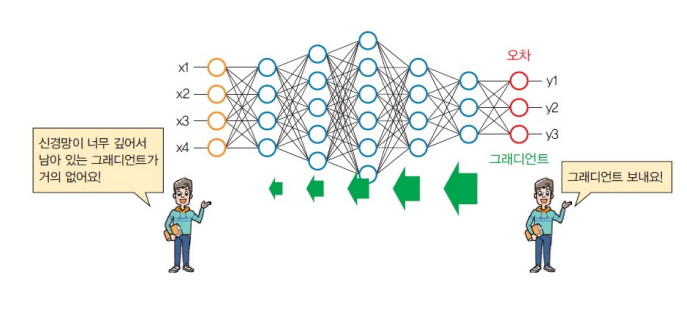 오차
x1
x2
x3
x4
y1
y2
y3
그래디언트
신경망이 너무 깊어서
남아 있는 그래디언트가
거의 없어요!
그래디언트 보내요!